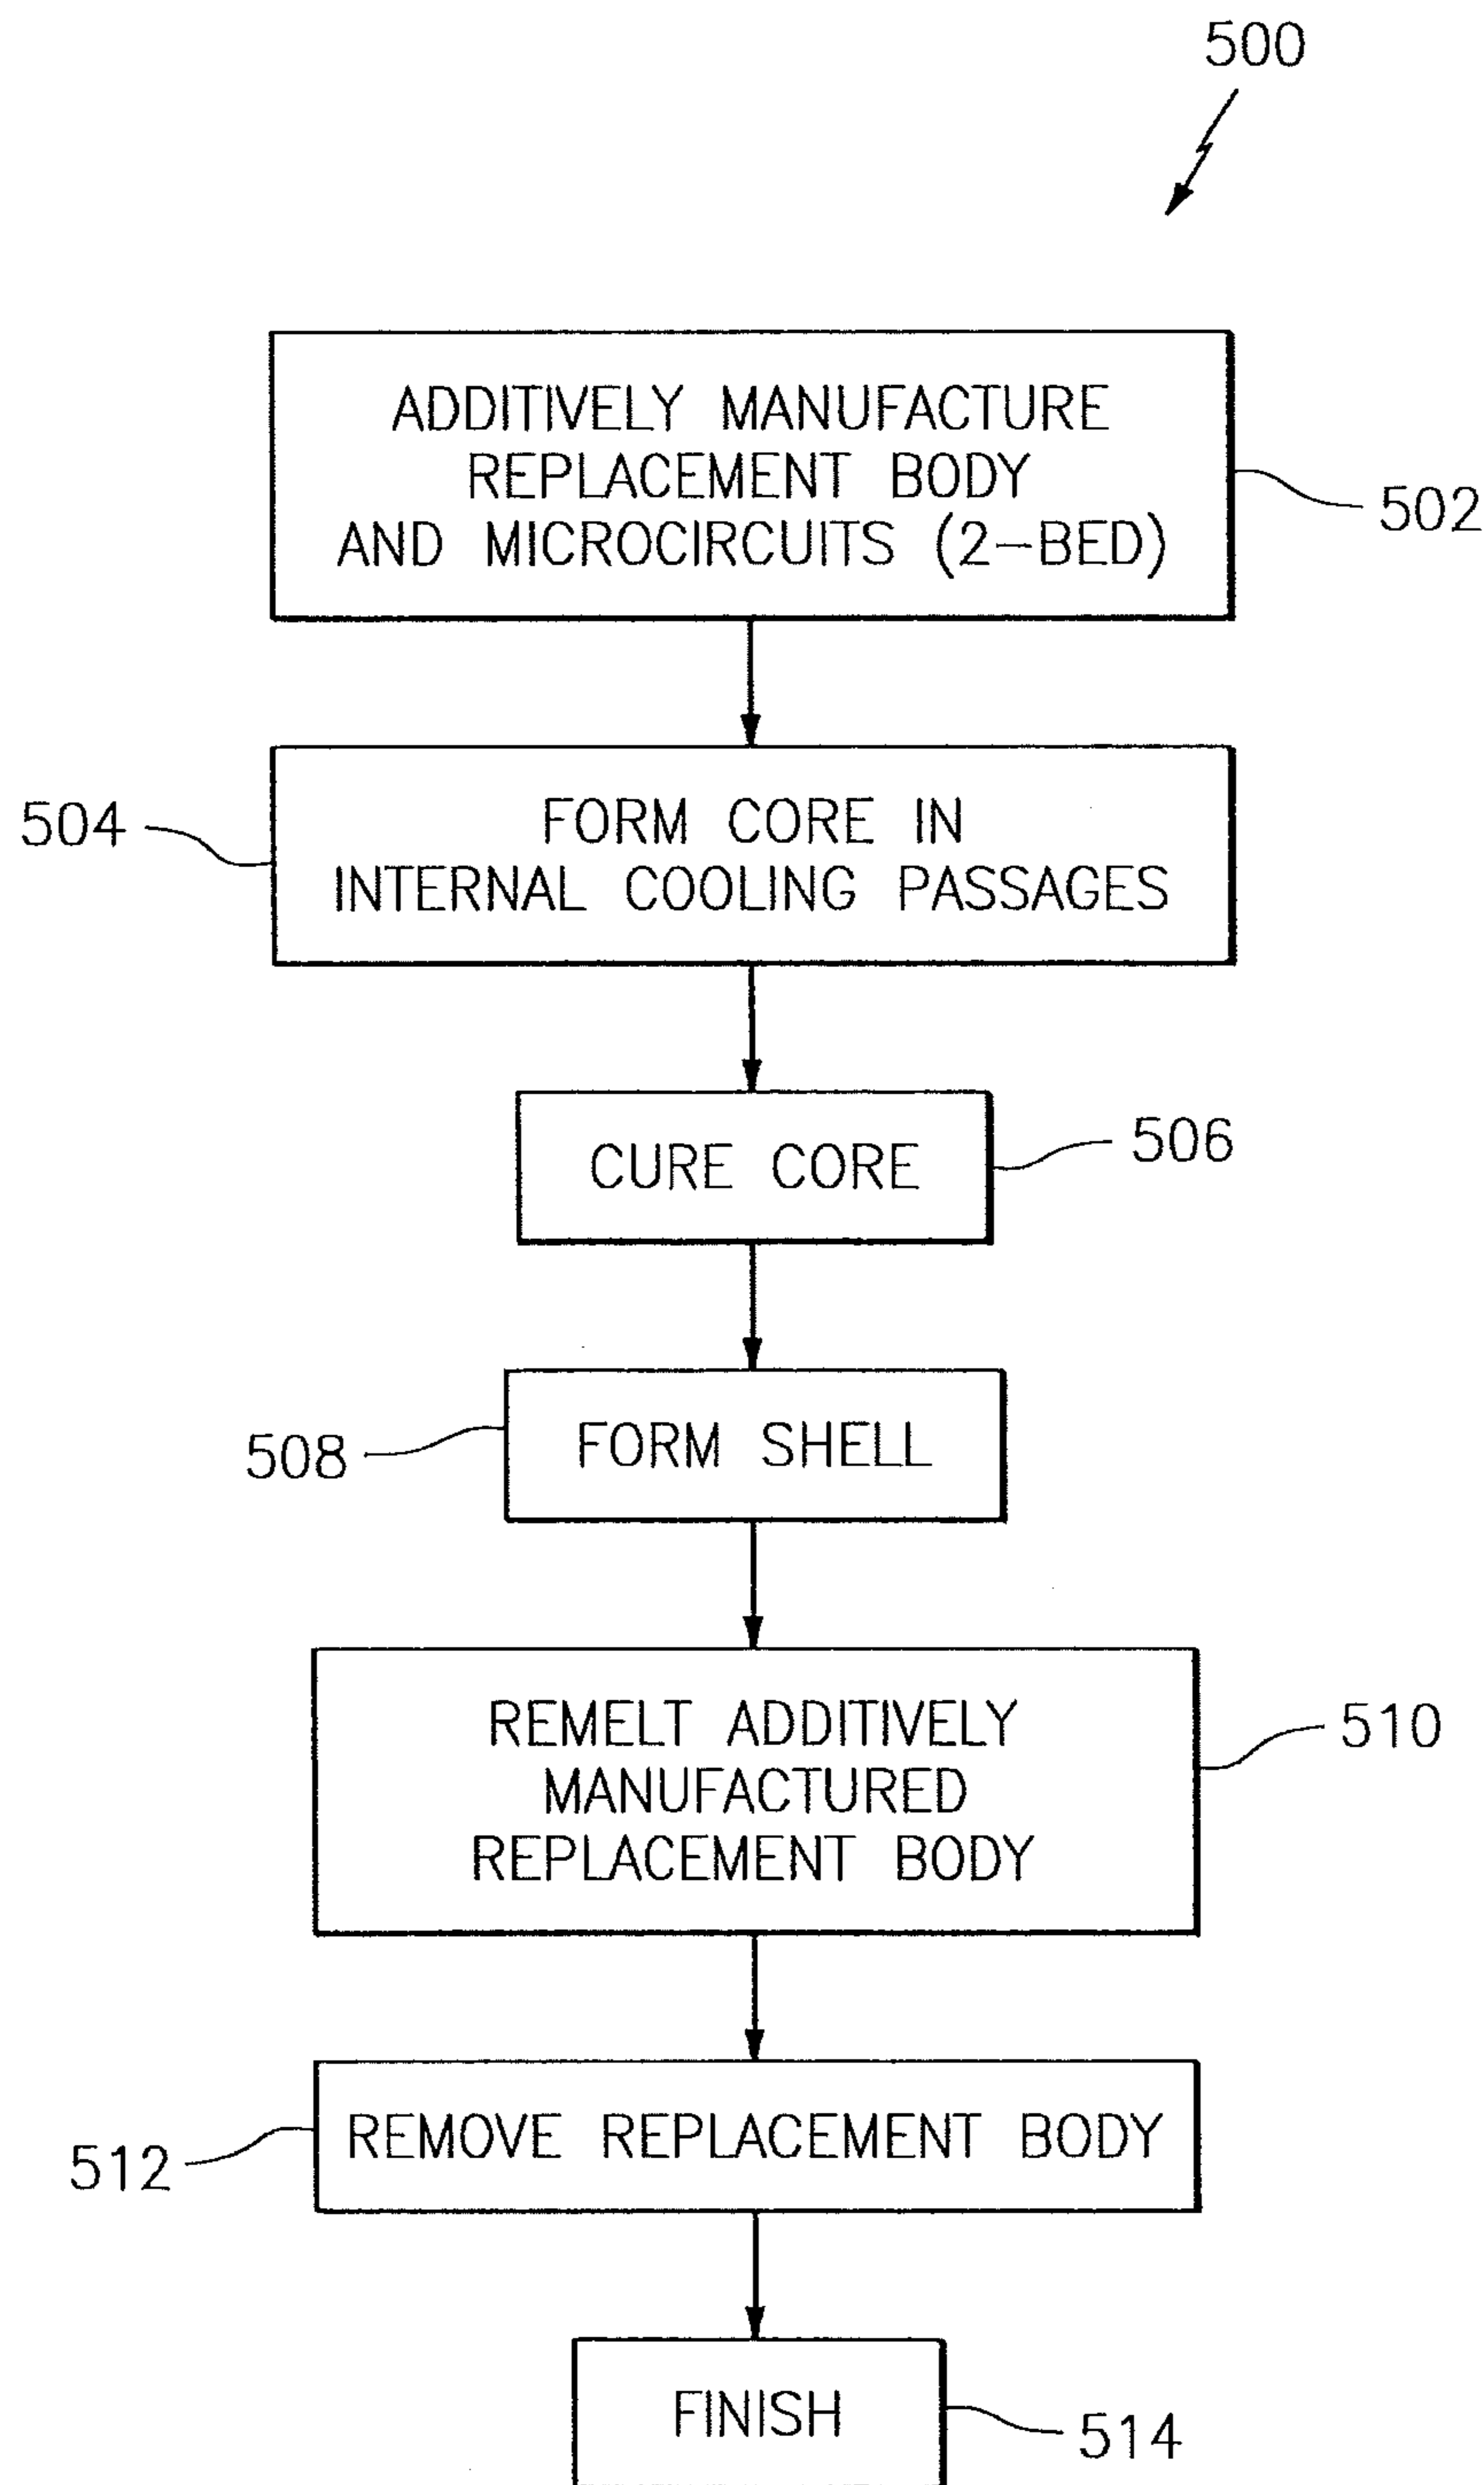 500
ADDITIVELY MANUFACTURE
REPLACEMENT BODY
AND MICROCIRCUITS (2-BED)
502
504
FORM CORE IN
INTERNAL COOLING PASSAGES
CURE CORE
506
508
FORM SHELL
REMELT ADDITIVELY
MANUFACTURED
REPLACEMENT BODY
510
512
REMOVE REPLACEMENT BODY
FINISH
514